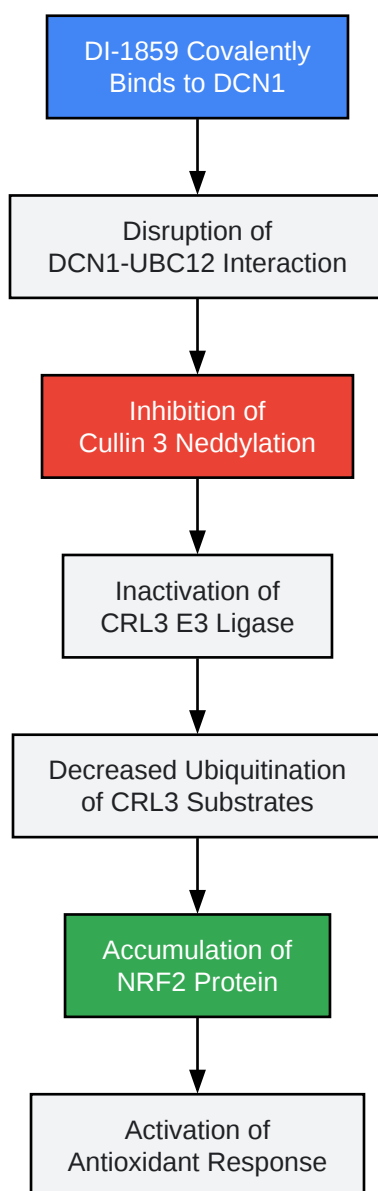 DI-1859 Covalently
Binds to DCN1
Disruption of
DCN1-UBC12 Interaction
Inhibition of
Cullin 3 Neddylation
Inactivation of
CRL3 E3 Ligase
Decreased Ubiquitination
of CRL3 Substrates
Accumulation of
NRF2 Protein
Activation of
Antioxidant Response